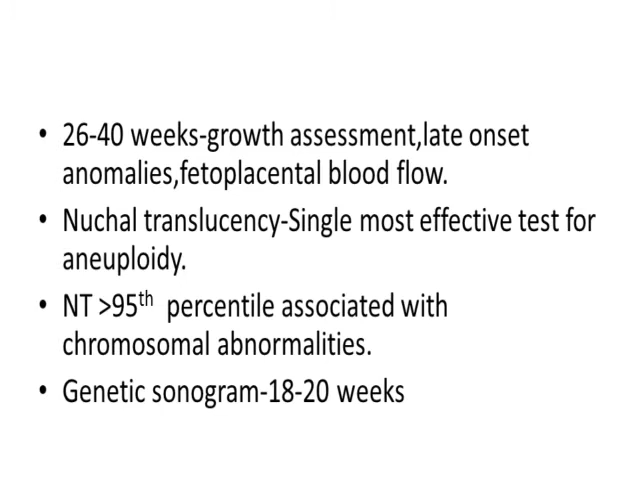 • 26-40 weeks-growth assessment,late onset
anomalies,fetoplacental blood flow.
• Nuchal translucency-Single most effective test for
aneuploidy.
• NT >95th percentile associated with
chromosomal abnormalities.
• Genetic sonogram-18-20 weeks